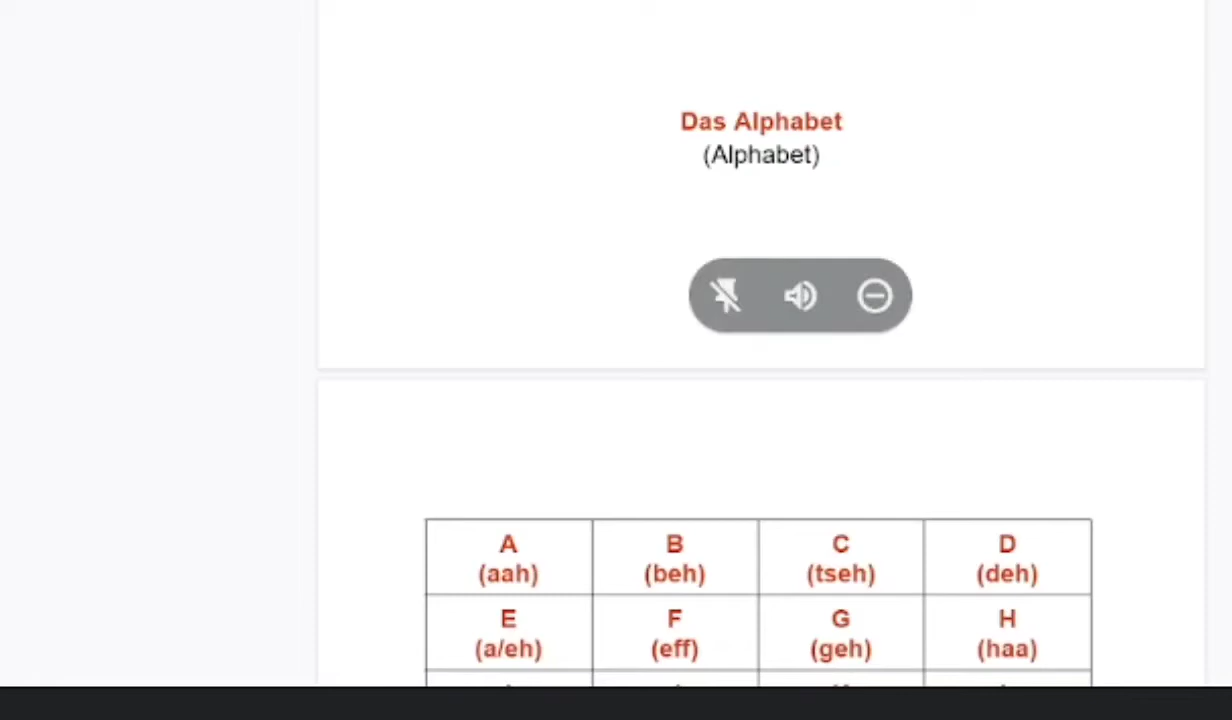 Das Alphabet
(Alphabet)
A B C D
(aah) (beh) (tseh) (deh)
E F G H
(a/eh) (eff) (geh) (haa)